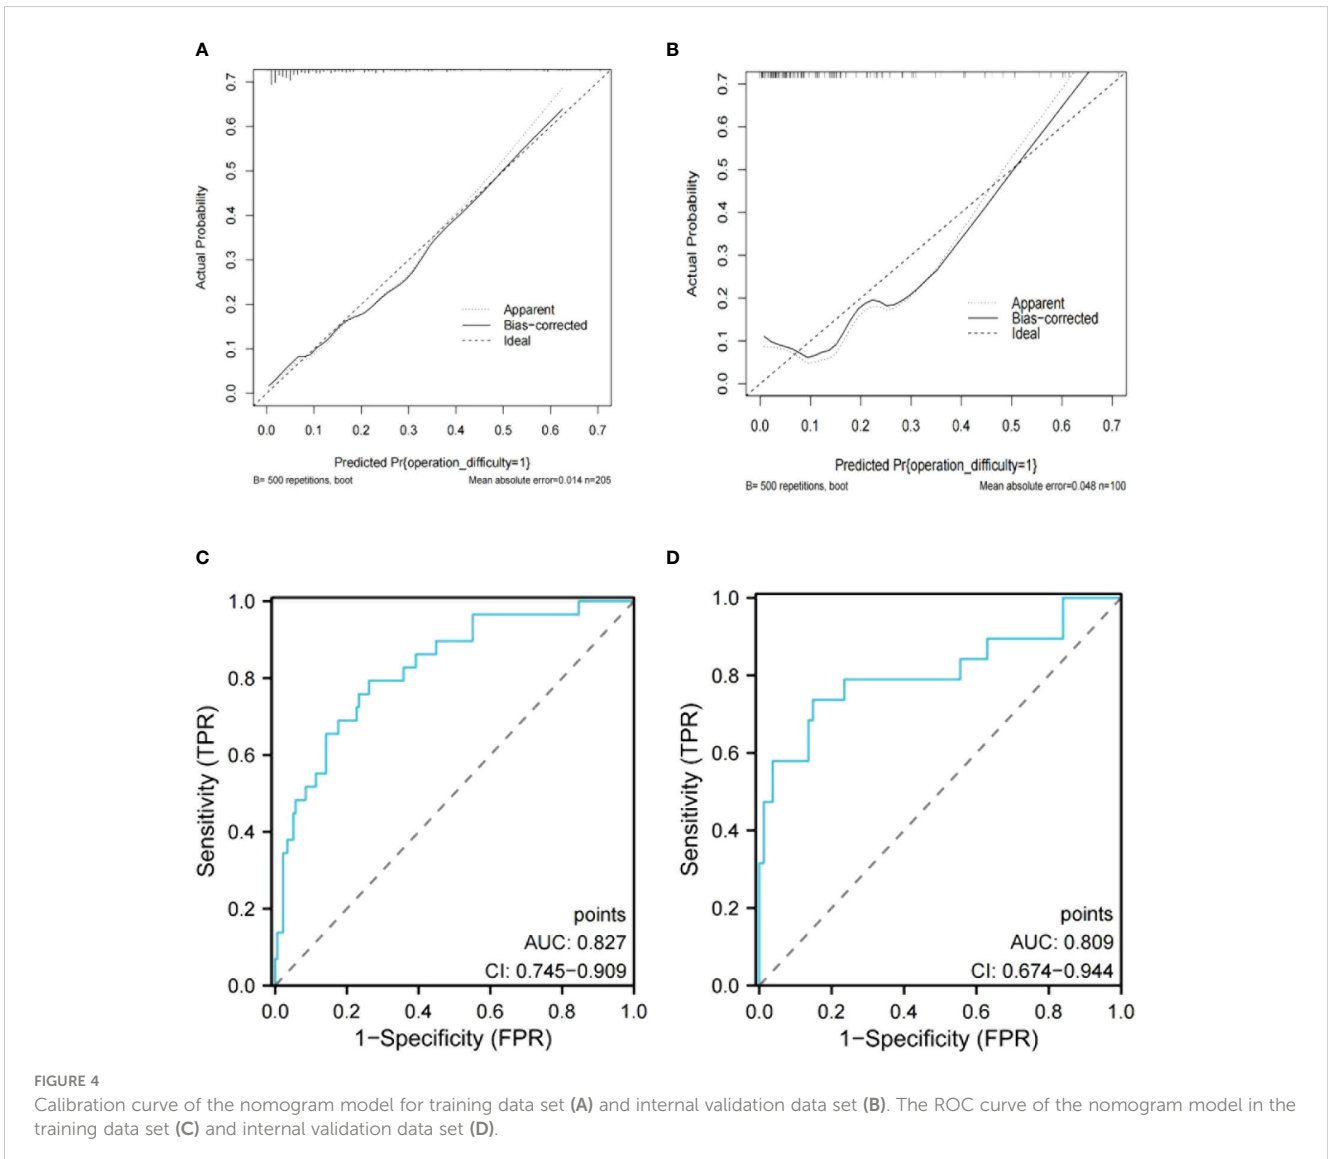 A
Actual Probability
0.7
0.6
0.5
0.4
0.3
0.2
0.1
0.0
Apparent
Bias-corrected
Ideal
0.0 0.1 0.2 0.3 0.4 0.5 0.6 0.7
Predicted Pr{operation_difficulty=1}
B= 500 repetitions, boot Mean absolute error=0.014 n=205
B
Actual Probability
0.7
0.6
0.5
0.4
0.3
0.2
0.1
0.0
Apparent
Bias-corrected
Ideal
0.0 0.1 0.2 0.3 0.4 0.5 0.6 0.7
Predicted Pr{operation_difficulty=1}
B= 500 repetitions, boot Mean absolute error=0.048 n=100
C
Sensitivity (TPR)
1.0
0.8
0.6
0.4
0.2
0.0
points
AUC: 0.827
CI: 0.745-0.909
0.0 0.2 0.4 0.6 0.8 1.0
1-Specificity (FPR)
D
Sensitivity (TPR)
1.0
0.8
0.6
0.4
0.2
0.0
points
AUC: 0.809
CI: 0.674-0.944
0.0 0.2 0.4 0.6 0.8 1.0
1-Specificity (FPR)
FIGURE 4
Calibration curve of the nomogram model for training data set (A) and internal validation data set (B). The ROC curve of the nomogram model in the
training data set (C) and internal validation data set (D).